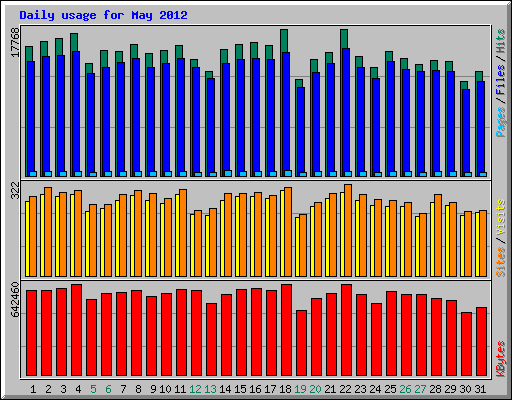 Daily usage for May 2012
17768
Pages / Files / Hits
322
Sites / Visits
642460
KBytes
1 2 3 4 5 6 7 8 9 10 11 12 13 14 15 16 17 18 19 20 21 22 23 24 25 26 27 28 29 30 31